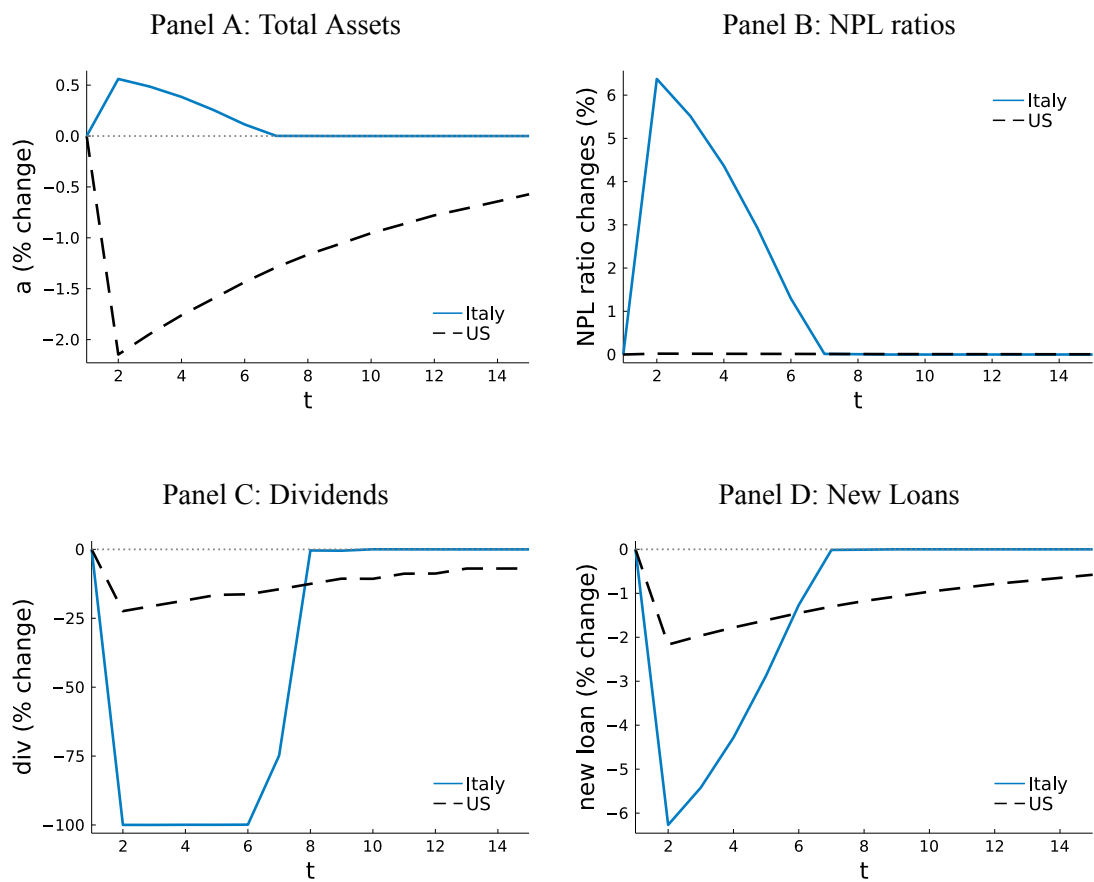 Panel A: Total Assets
Panel B: NPL ratios
a (% change)
0.5
0.0
−0.5
−1.0
−1.5
−2.0
Italy
US
2 4 6 8 10 12 14
t
NPL ratio changes (%)
6
5
4
3
2
1
0
Italy
US
2 4 6 8 10 12 14
t
Panel C: Dividends
Panel D: New Loans
div (% change)
0
−25
−50
−75
−100
Italy
US
2 4 6 8 10 12 14
t
new loan (% change)
0
−1
−2
−3
−4
−5
−6
Italy
US
2 4 6 8 10 12 14
t